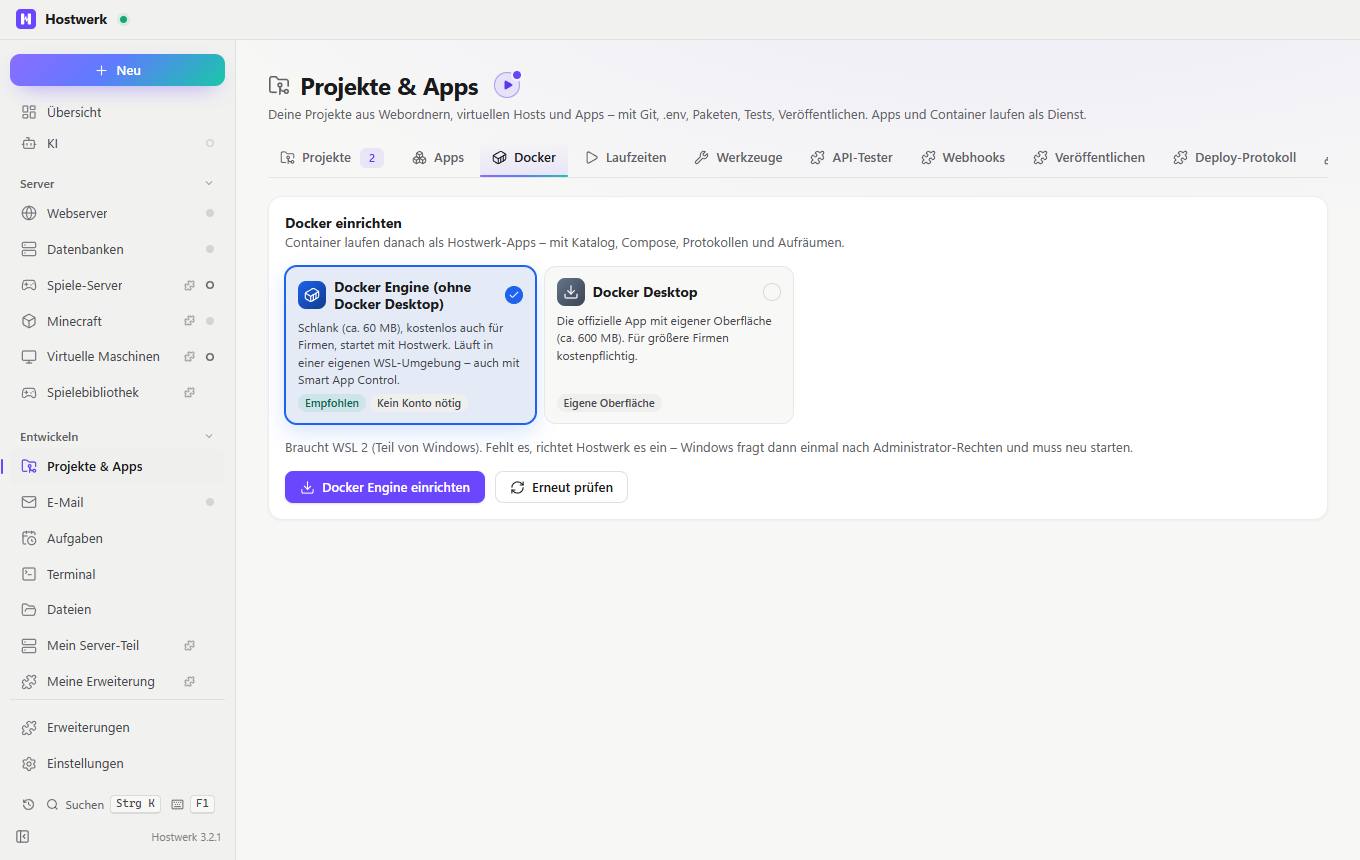 Hostwerk
Neu
Übersicht
KI
Server
Webserver
Datenbanken
Spiele-Server
Minecraft
Virtuelle Maschinen
Spielebibliothek
Entwickeln
Projekte & Apps
E-Mail
Aufgaben
Terminal
Dateien
Mein Server-Teil
Meine Erweiterung
Erweiterungen
Einstellungen
Suchen Strg K F1
Hostwerk 3.2.1
Projekte & Apps
Deine Projekte aus Webordnern, virtuellen Hosts und Apps – mit Git, .env, Paketen, Tests, Veröffentlichen. Apps und Container laufen als Dienst.
Projekte 2 Apps Docker Laufzeiten Werkzeuge API-Tester Webhooks Veröffentlichen Deploy-Protokoll
Docker einrichten
Container laufen danach als Hostwerk-Apps – mit Katalog, Compose, Protokollen und Aufräumen.
Docker Engine (ohne
Docker Desktop)
Schlank (ca. 60 MB), kostenlos auch für
Firmen, startet mit Hostwerk. Läuft in
einer eigenen WSL-Umgebung – auch mit
Smart App Control.
Empfohlen Kein Konto nötig
Docker Desktop
Die offizielle App mit eigener Oberfläche
(ca. 600 MB). Für größere Firmen
kostenpflichtig.
Eigene Oberfläche
Braucht WSL 2 (Teil von Windows). Fehlt es, richtet Hostwerk es ein – Windows fragt dann einmal nach Administrator-Rechten und muss neu starten.
Docker Engine einrichten Erneut prüfen